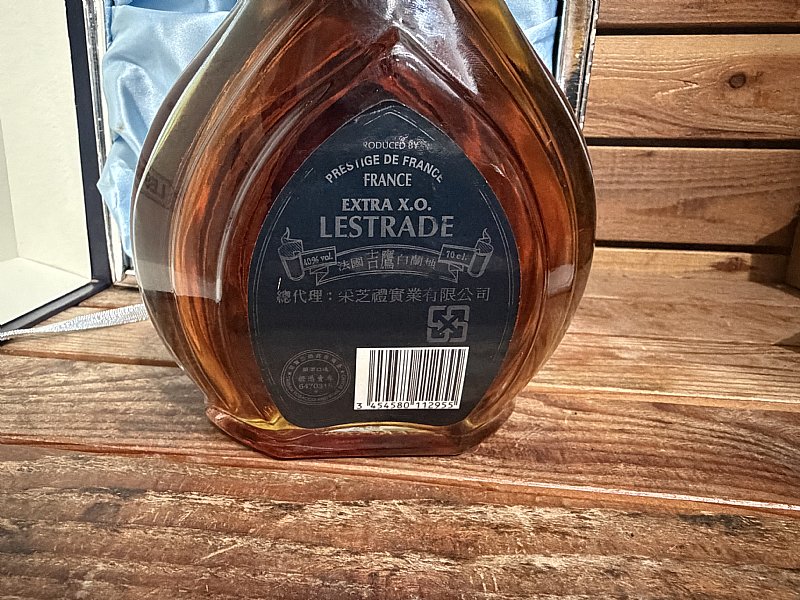 PRODUCED BY
PRESTIGE DE FRANCE
FRANCE
EXTRA X.O.
LESTRADE
40% vol. 法國吉鷹白蘭地 70 cl.
總代理：采芝禮實業有限公司
3 454580 112955